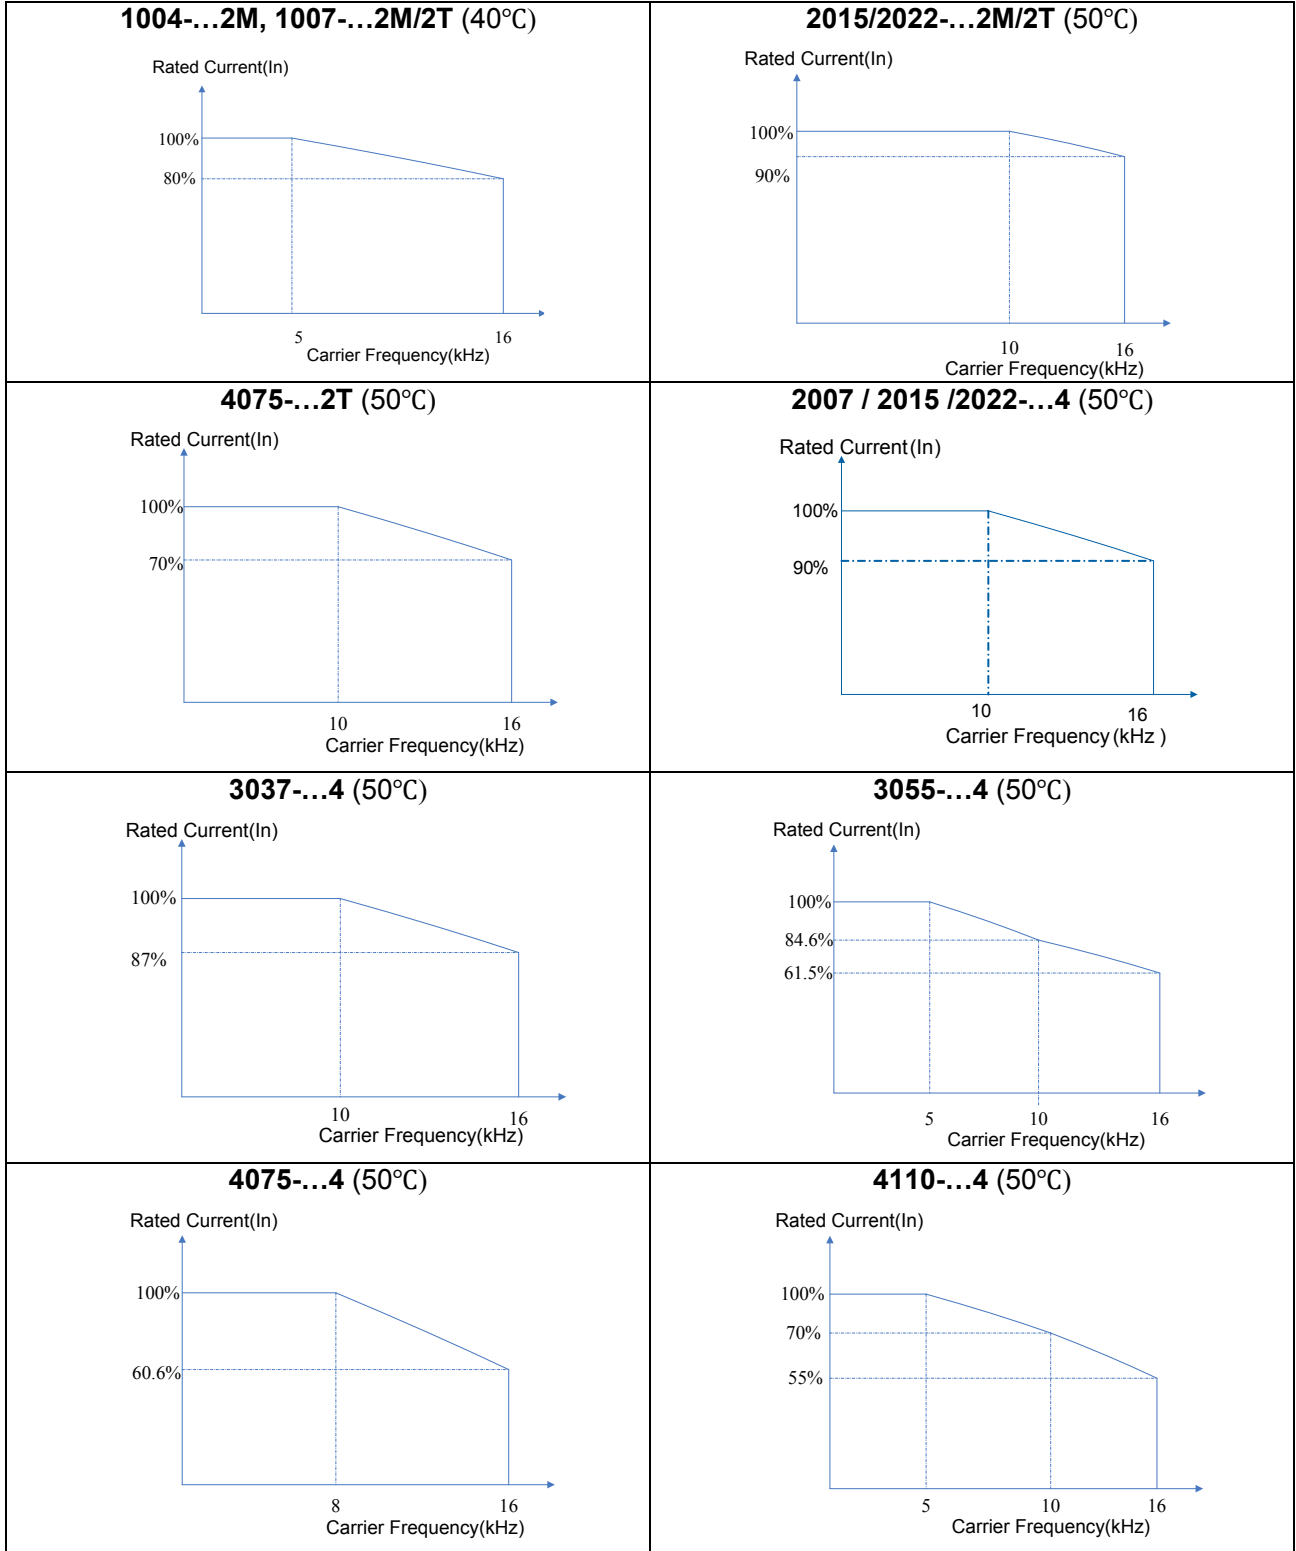 1004-…2M, 1007-…2M/2T (40℃)
Rated Current(In)
100%
80%
5
16
Carrier Frequency(kHz)
2015/2022-…2M/2T (50℃)
Rated Current(In)
100%
90%
10
16
Carrier Frequency(kHz)
4075-…2T (50℃)
Rated Current(In)
100%
70%
10
16
Carrier Frequency(kHz)
2007 / 2015 /2022-…4 (50℃)
Rated Current(In)
100%
90%
10
16
Carrier Frequency(kHz )
3037-…4 (50℃)
Rated Current(In)
100%
87%
10
16
Carrier Frequency(kHz)
3055-…4 (50℃)
Rated Current(In)
100%
84.6%
61.5%
5
10
16
Carrier Frequency(kHz)
4075-…4 (50℃)
Rated Current(In)
100%
60.6%
8
16
Carrier Frequency(kHz)
4110-…4 (50℃)
Rated Current(In)
100%
70%
55%
5
10
16
Carrier Frequency(kHz)